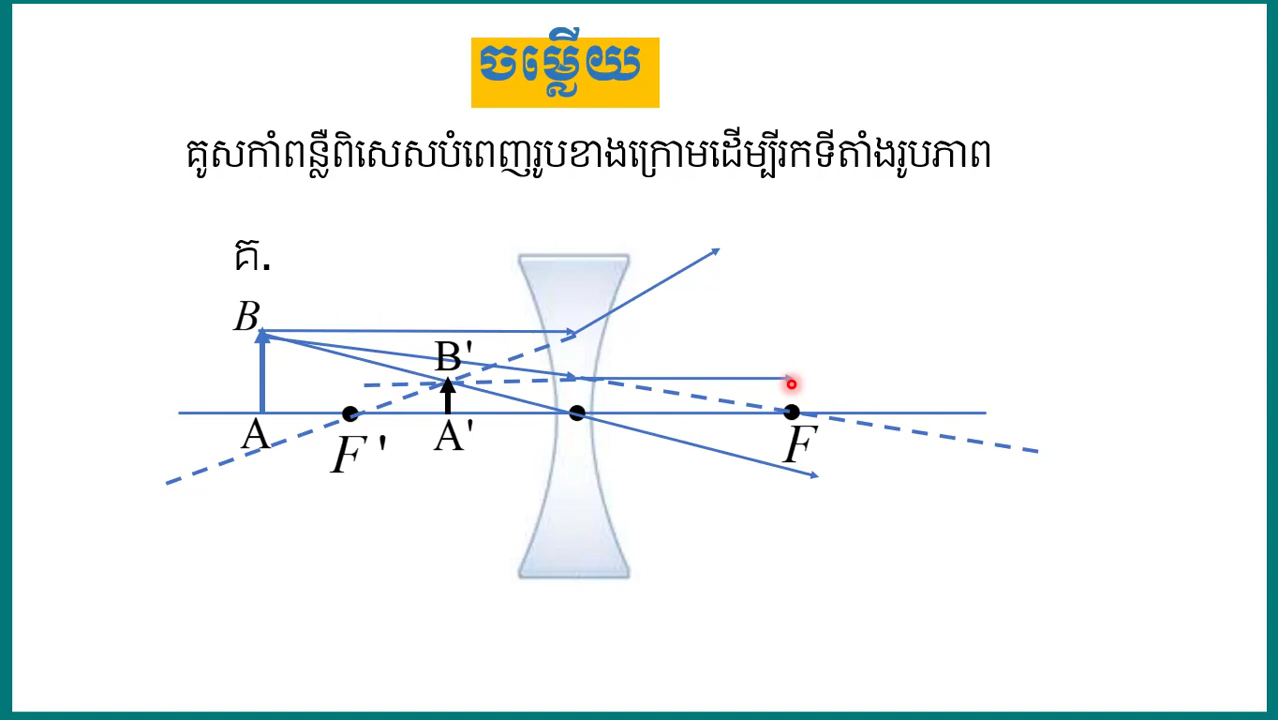 ចម្លើយ
គូសកាំពន្លឺពិសេសបំពេញរូបខាងក្រោមដើម្បីរកទីតាំងរូបភាព
គ.
B
B'
A
F'
A'
F